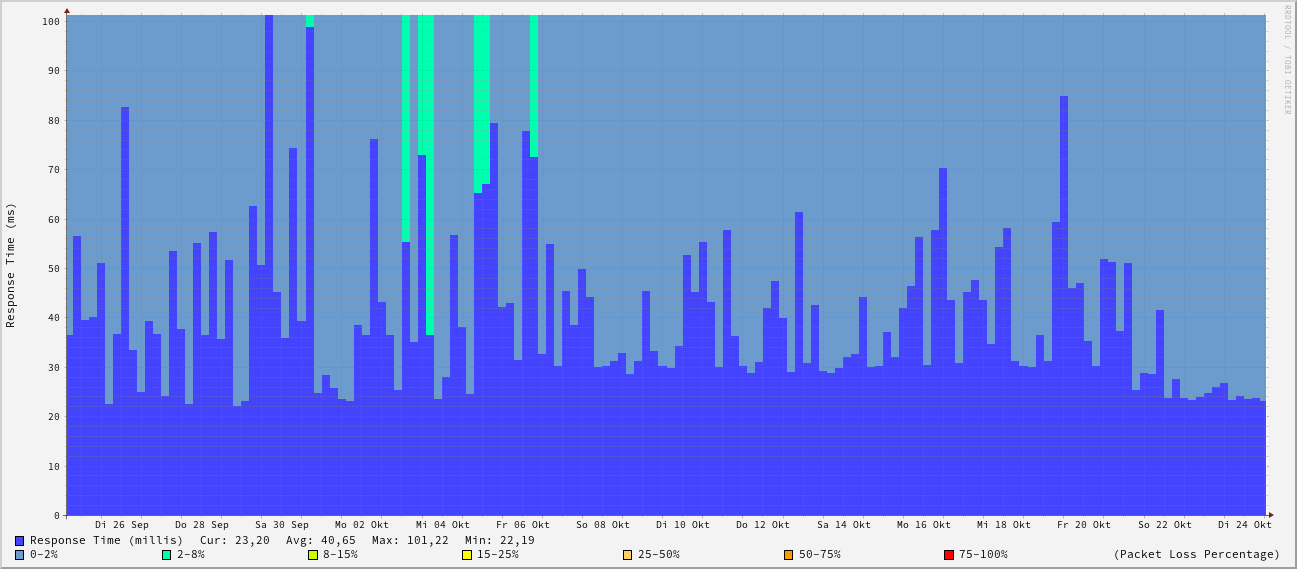 RRDTOOL / TOBI OETIKER
Response Time (ms)
100
90
80
70
60
50
40
30
20
10
0
Di 26 Sep Do 28 Sep Sa 30 Sep Mo 02 Okt Mi 04 Okt Fr 06 Okt So 08 Okt Di 10 Okt Do 12 Okt Sa 14 Okt Mo 16 Okt Mi 18 Okt Fr 20 Okt So 22 Okt Di 24 Okt
Response Time (millis) Cur: 23,20 Avg: 40,65 Max: 101,22 Min: 22,19
0-2% 2-8% 8-15% 15-25% 25-50% 50-75% 75-100% (Packet Loss Percentage)